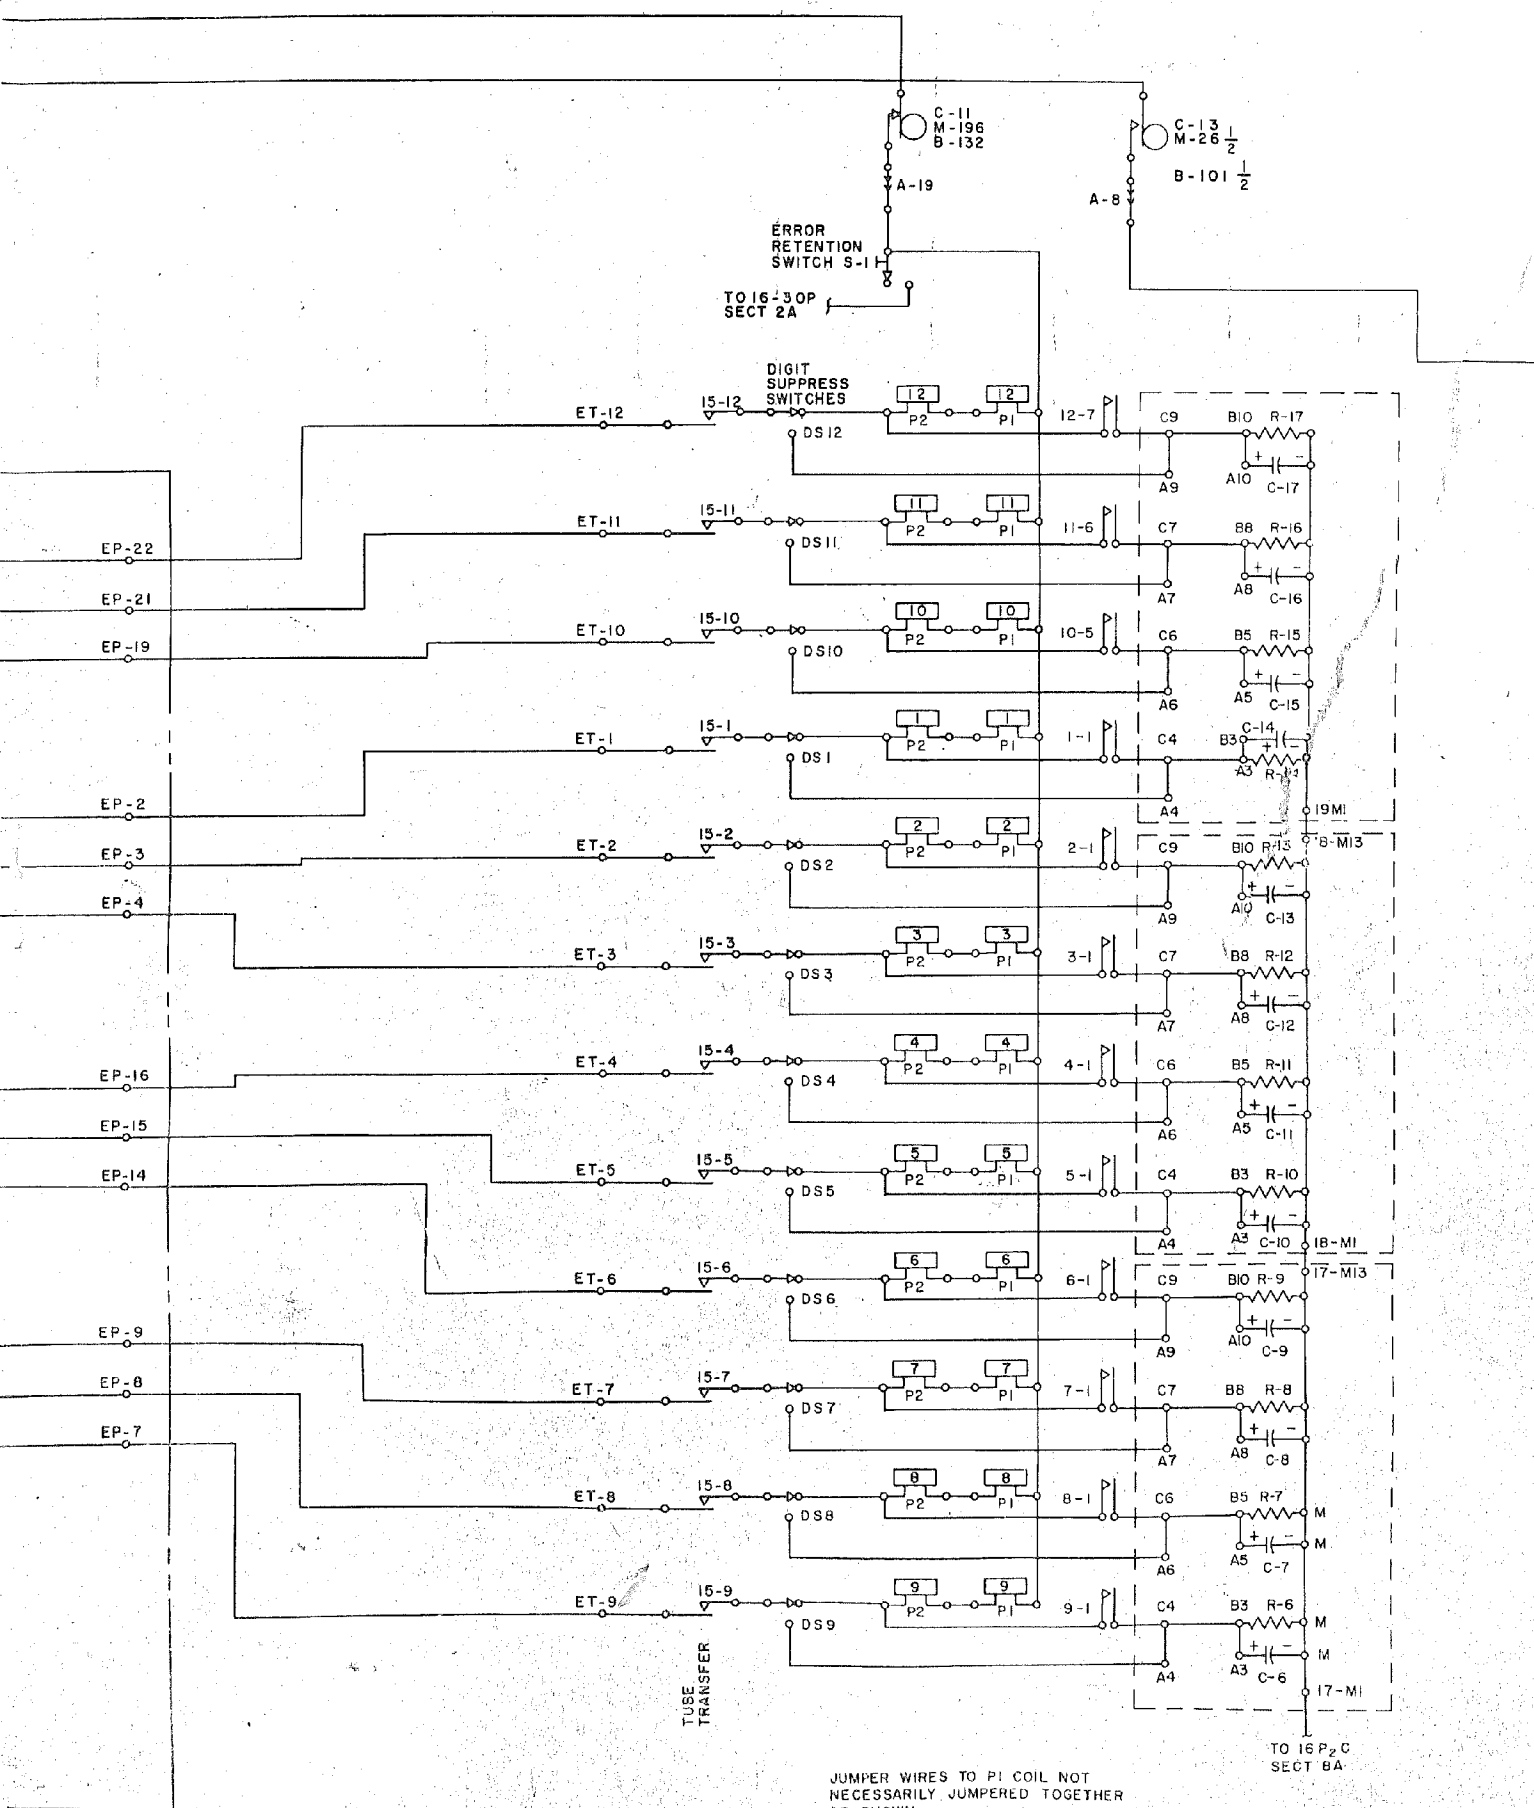 C-11
M-196
B-132
C-13
M-26 1/2
B-101 1/2
A-19
A-8
ERROR
RETENTION
SWITCH S-1
TO 16-30P
SECT 2A
DIGIT
SUPPRESS
SWITCHES
ET-12 15-12 12 12 12-7 C9 B10 R-17
P2 P1
DS12
A10 C-17
A9
EP-22 ET-11 15-11 11 11 11-6 C7 B8 R-16
P2 P1
DS11
A8 C-16
A7
EP-21
EP-19 ET-10 15-10 10 10 10-5 C6 B5 R-15
P2 P1
DS10
A5 C-15
A6
ET-1 15-1 1 1 1-1 C4 B3 C-14
P2 P1
DS1
A3
A4
EP-2
19M1
EP-3 ET-2 15-2 2 2 2-1 C9 B10 R-13
8-M13
P2 P1
DS2
A10 C-13
A9
EP-4
ET-3 15-3 3 3 3-1 C7 B8 R-12
P2 P1
DS3
A8 C-12
A7
EP-16 ET-4 15-4 4 4 4-1 C6 B5 R-11
P2 P1
DS4
A5 C-11
A6
EP-15
EP-14 ET-5 15-5 5 5 5-1 C4 B3 R-10
P2 P1
DS5
A3 C-10 18-M1
A4
17-M13
ET-6 15-6 6 6 6-1 C9 B10 R-9
P2 P1
DS6
A10 C-9
A9
EP-9
EP-8 ET-7 15-7 7 7 7-1 C7 B8 R-8
P2 P1
DS7
A8 C-8
A7
EP-7
ET-8 15-8 8 8 8-1 C6 B5 R-7 M
P2 P1
DS8
A5 C-7 M
A6
ET-9 15-9 9 9 9-1 C4 B3 R-6 M
P2 P1
DS9
A3 C-6 M
A4
17-M1
TUBE
TRANSFER
TO 16 P2 C
SECT 8A
JUMPER WIRES TO P1 COIL NOT
NECESSARILY JUMPERED TOGETHER